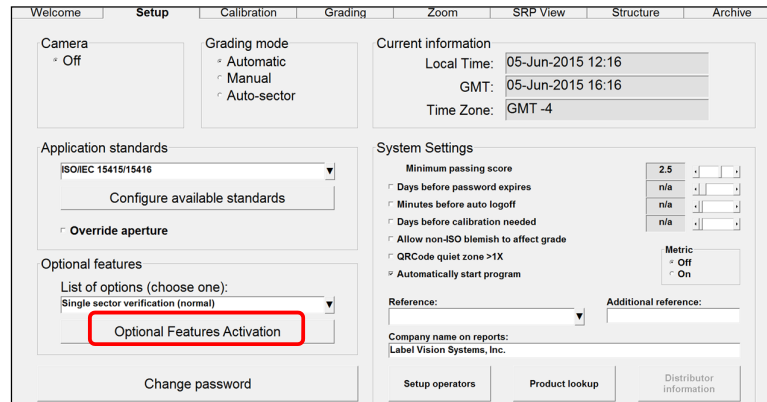 Welcome Setup Calibration Grading Zoom SRP View Structure Archive
Camera
Off
Grading mode
Automatic
Manual
Auto-sector
Current information
Local Time: 05-Jun-2015 12:16
GMT: 05-Jun-2015 16:16
Time Zone: GMT -4
Application standards
ISO/IEC 15415/15416
Configure available standards
Override aperture
Optional features
List of options (choose one):
Single sector verification (normal)
Optional Features Activation
Change password
System Settings
Minimum passing score 2.5
Days before password expires n/a
Minutes before auto logoff n/a
Days before calibration needed n/a
Allow non-ISO blemish to affect grade
QRCode quiet zone >1X
Automatically start program
Metric
Off
On
Reference: Additional reference:
Company name on reports:
Label Vision Systems, Inc.
Setup operators Product lookup Distributor
information